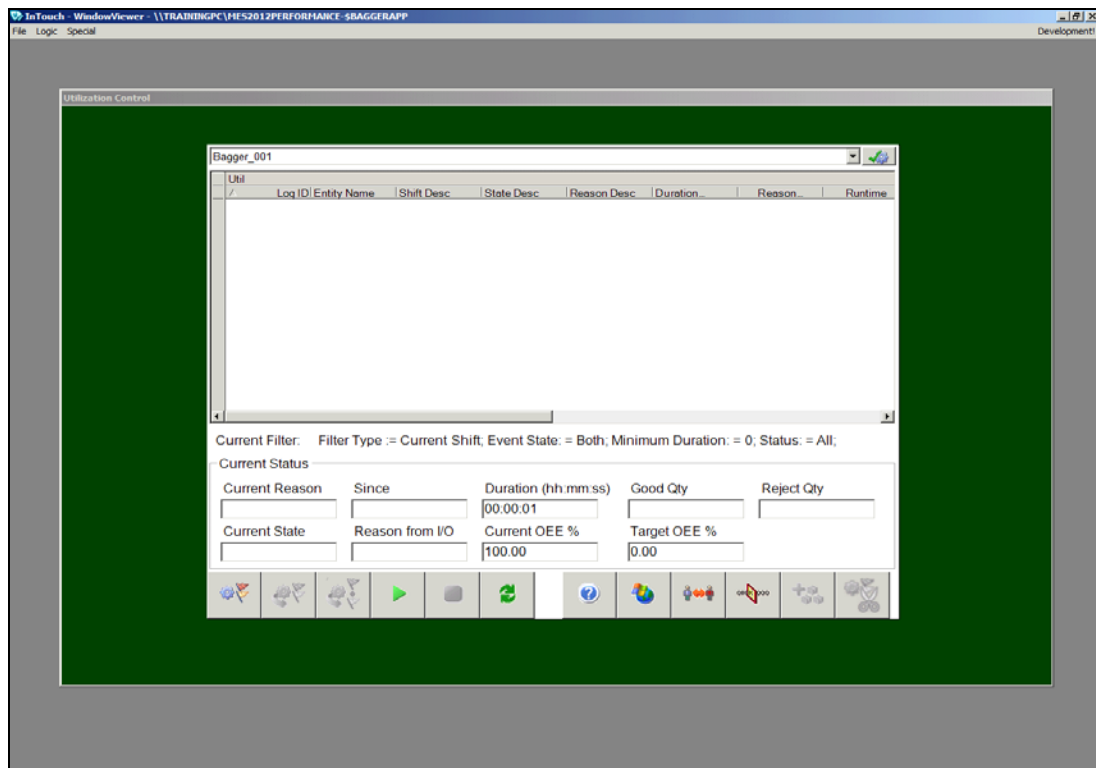 InTouch - WindowViewer - \\TRAININGPC\MES2012PERFORMANCE-$BAGGERAPP
File Logic Special Development!
Utilization Control
Bagger_001
Util
/ Log ID Entity Name Shift Desc State Desc Reason Desc Duration... Reason... Runtime
Current Filter: Filter Type := Current Shift; Event State: = Both; Minimum Duration: = 0; Status: = All;
Current Status
Current Reason Since Duration (hh:mm:ss) Good Qty Reject Qty
00:00:01
Current State Reason from I/O Current OEE % Target OEE %
100.00 0.00